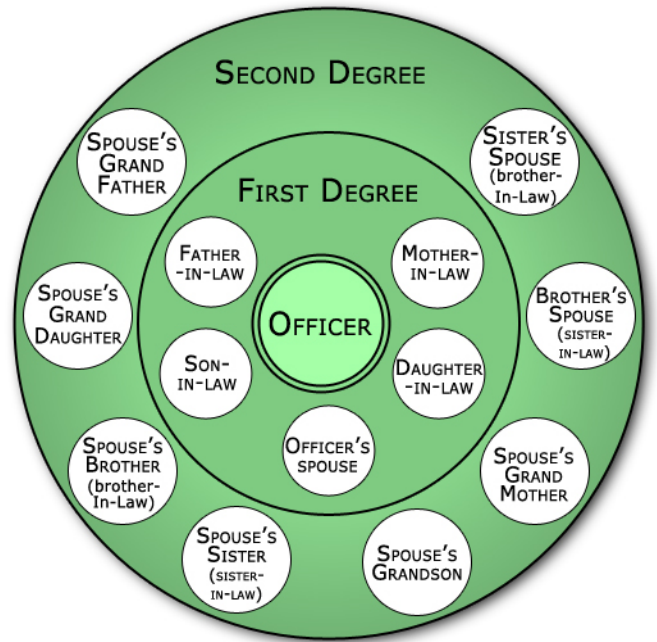 SECOND DEGREE
SPOUSE'S
GRAND
FATHER
SISTER'S
SPOUSE
(brother-
In-Law)
FIRST DEGREE
FATHER
-IN-LAW
MOTHER-
IN-LAW
SPOUSE'S
GRAND
DAUGHTER
OFFICER
BROTHER'S
SPOUSE
(SISTER-
IN-LAW)
SON-
IN-LAW
DAUGHTER
-IN-LAW
OFFICER'S
SPOUSE
SPOUSE'S
BROTHER
(brother-
In-Law)
SPOUSE'S
GRAND
MOTHER
SPOUSE'S
SISTER
(SISTER-
IN-LAW)
SPOUSE'S
GRANDSON